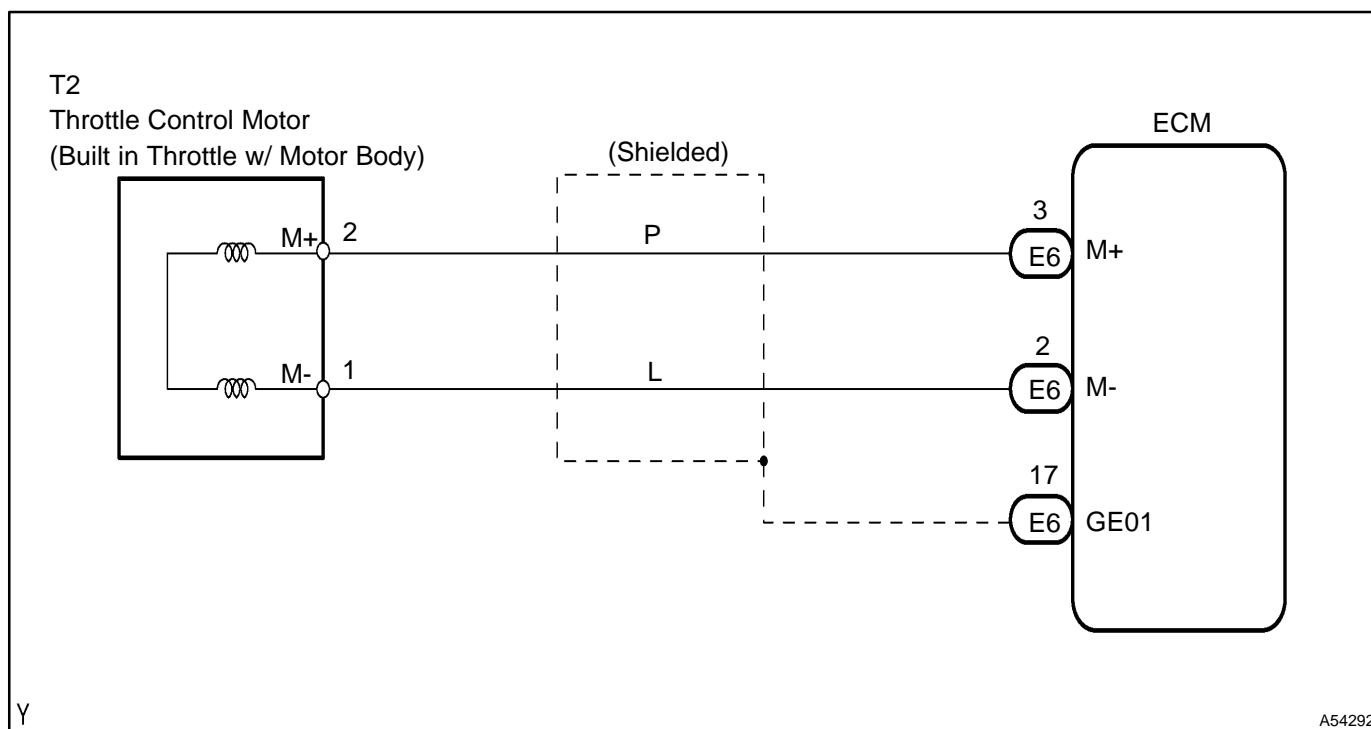 T2
Throttle Control Motor
(Built in Throttle w/ Motor Body)
(Shielded)
ECM
M+
2
P
3
E6
M+
M-
1
L
2
E6
M-
17
E6
GE01
Y
A54292